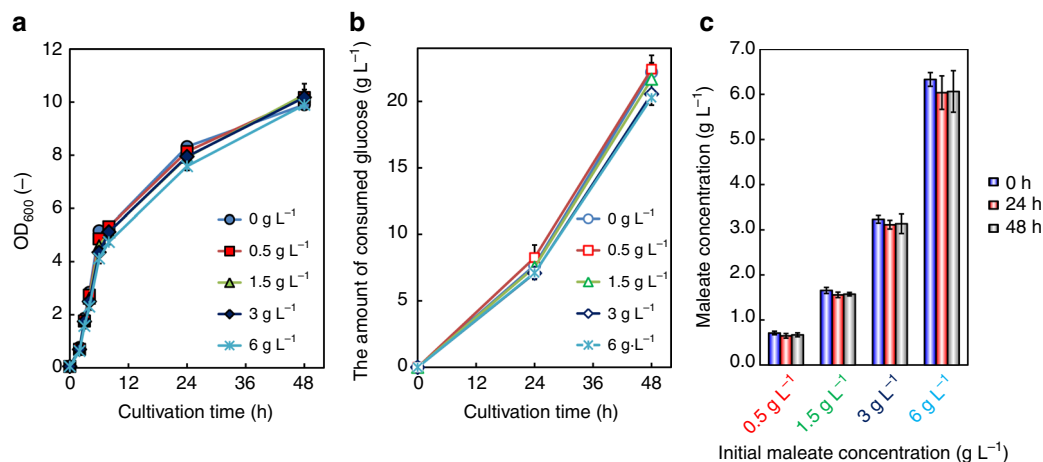 a
12
10
8
6
4
2
0
OD₆₀₀ (–)
0 g L⁻¹
0.5 g L⁻¹
1.5 g L⁻¹
3 g L⁻¹
6 g L⁻¹
0 12 24 36 48
Cultivation time (h)
b
20
15
10
5
0
The amount of consumed glucose (g L⁻¹)
0 g L⁻¹
0.5 g L⁻¹
1.5 g L⁻¹
3 g L⁻¹
6 g·L⁻¹
0 12 24 36 48
Cultivation time (h)
c
7.0
6.0
5.0
4.0
3.0
2.0
1.0
0.0
Maleate concentration (g L⁻¹)
0 h
24 h
48 h
0.5 g L⁻¹
1.5 g L⁻¹
3 g L⁻¹
6 g L⁻¹
Initial maleate concentration (g L⁻¹)